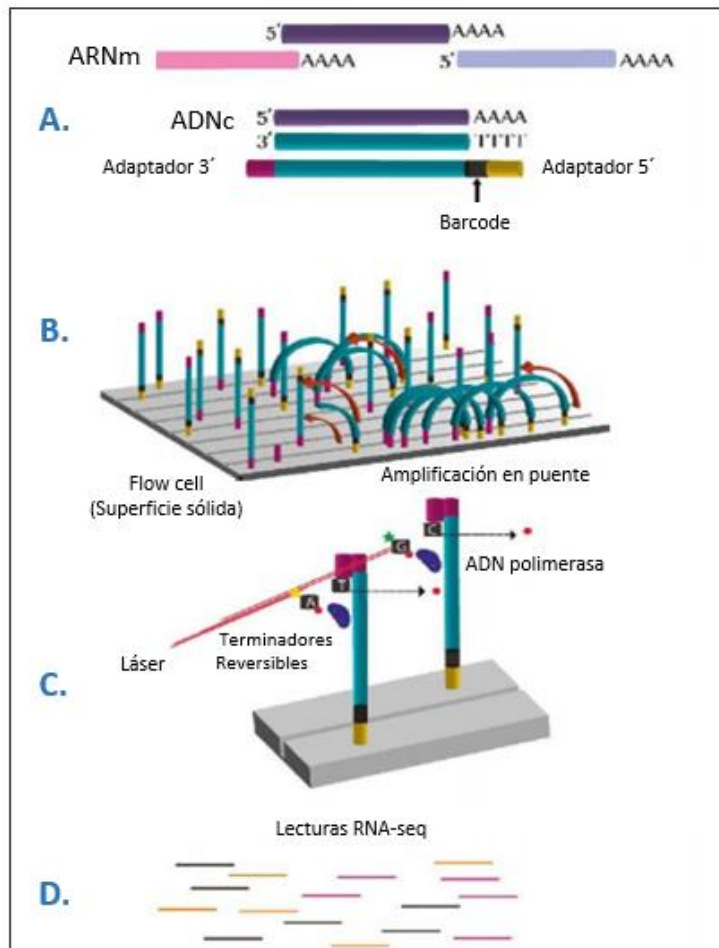 5´ AAAA
ARNm AAAA 5´ AAAA
A. ADNc 5´ AAAA
3´ TTTT
Adaptador 3´ Adaptador 5´
Barcode
B.
Flow cell
(Superficie sólida)
Amplificación en puente
C
G
ADN polimerasa
T
A
Terminadores
Reversibles
Láser
C.
Lecturas RNA-seq
D.